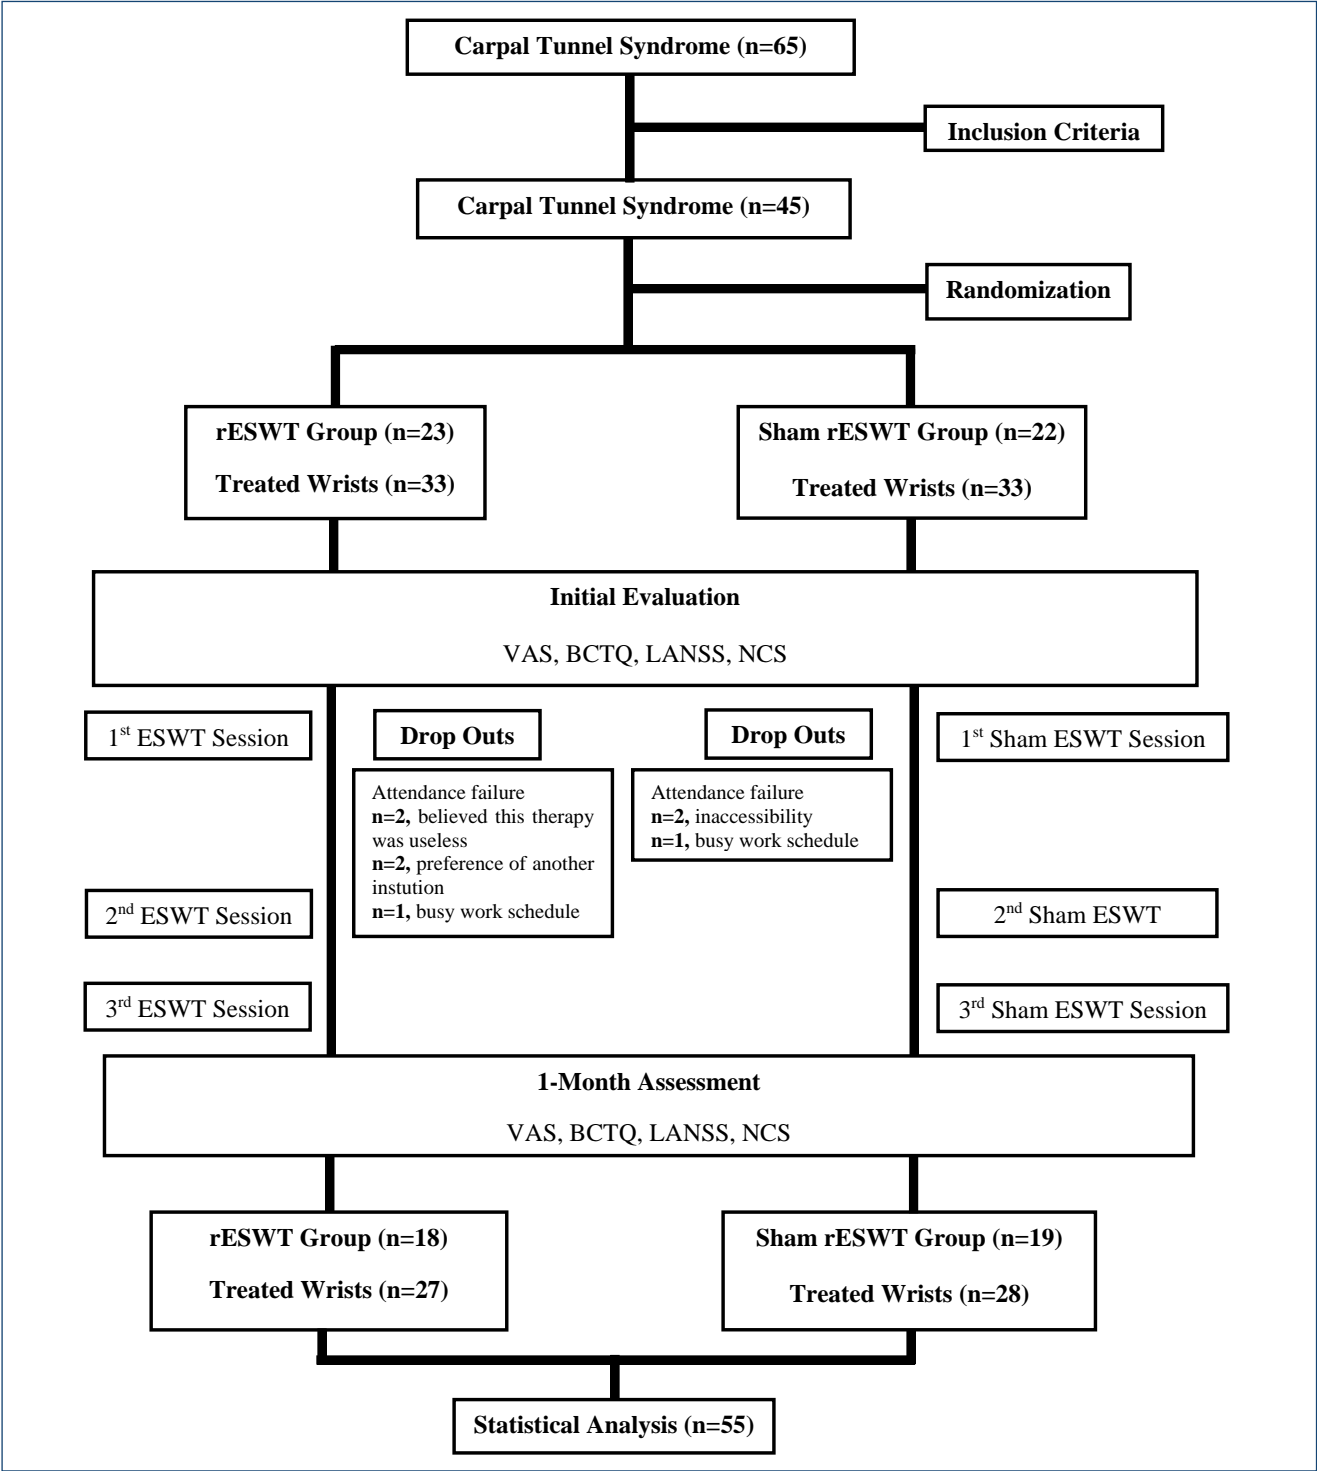 Carpal Tunnel Syndrome (n=65)
Inclusion Criteria
Carpal Tunnel Syndrome (n=45)
Randomization
rESWT Group (n=23)
Treated Wrists (n=33)
Sham rESWT Group (n=22)
Treated Wrists (n=33)
Initial Evaluation
VAS, BCTQ, LANSS, NCS
1st ESWT Session
Drop Outs
Attendance failure
n=2, believed this therapy
was useless
n=2, preference of another
instution
n=1, busy work schedule
Drop Outs
Attendance failure
n=2, inaccessibility
n=1, busy work schedule
1st Sham ESWT Session
2nd ESWT Session
2nd Sham ESWT
3rd ESWT Session
3rd Sham ESWT Session
1-Month Assessment
VAS, BCTQ, LANSS, NCS
rESWT Group (n=18)
Treated Wrists (n=27)
Sham rESWT Group (n=19)
Treated Wrists (n=28)
Statistical Analysis (n=55)